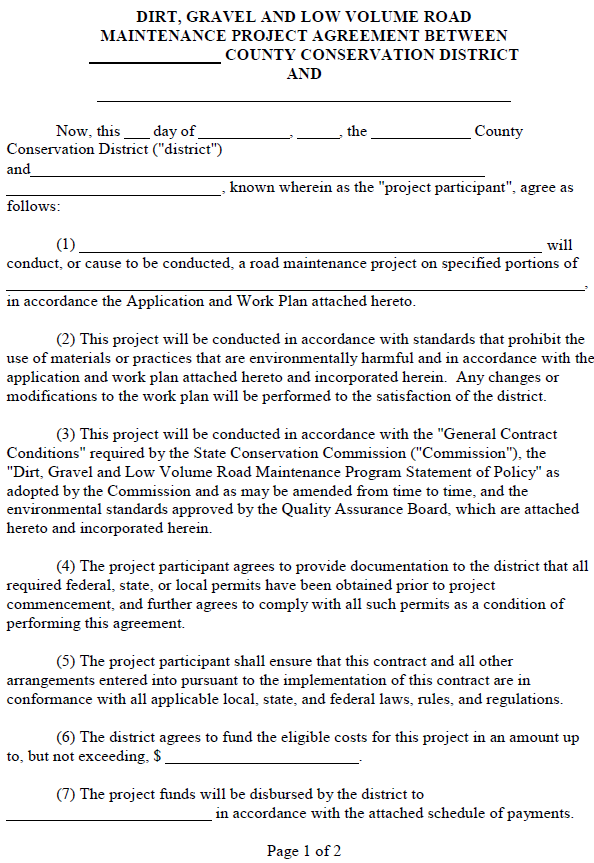 DIRT, GRAVEL AND LOW VOLUME ROAD
MAINTENANCE PROJECT AGREEMENT BETWEEN
_________________ COUNTY CONSERVATION DISTRICT
AND
______________________________________________________
Now, this ___ day of ____________, _____, the _____________ County
Conservation District ("district")
and___________________________________________________________
____________________________, known wherein as the "project participant", agree as
follows:
(1) ____________________________________________________________ will
conduct, or cause to be conducted, a road maintenance project on specified portions of
___________________________________________________________________________,
in accordance the Application and Work Plan attached hereto.
(2) This project will be conducted in accordance with standards that prohibit the
use of materials or practices that are environmentally harmful and in accordance with the
application and work plan attached hereto and incorporated herein. Any changes or
modifications to the work plan will be performed to the satisfaction of the district.
(3) This project will be conducted in accordance with the "General Contract
Conditions" required by the State Conservation Commission ("Commission"), the
"Dirt, Gravel and Low Volume Road Maintenance Program Statement of Policy" as
adopted by the Commission and as may be amended from time to time, and the
environmental standards approved by the Quality Assurance Board, which are attached
hereto and incorporated herein.
(4) The project participant agrees to provide documentation to the district that all
required federal, state, or local permits have been obtained prior to project
commencement, and further agrees to comply with all such permits as a condition of
performing this agreement.
(5) The project participant shall ensure that this contract and all other
arrangements entered into pursuant to the implementation of this contract are in
conformance with all applicable local, state, and federal laws, rules, and regulations.
(6) The district agrees to fund the eligible costs for this project in an amount up
to, but not exceeding, $ _________________________.
(7) The project funds will be disbursed by the district to
___________________________ in accordance with the attached schedule of payments.
Page 1 of 2